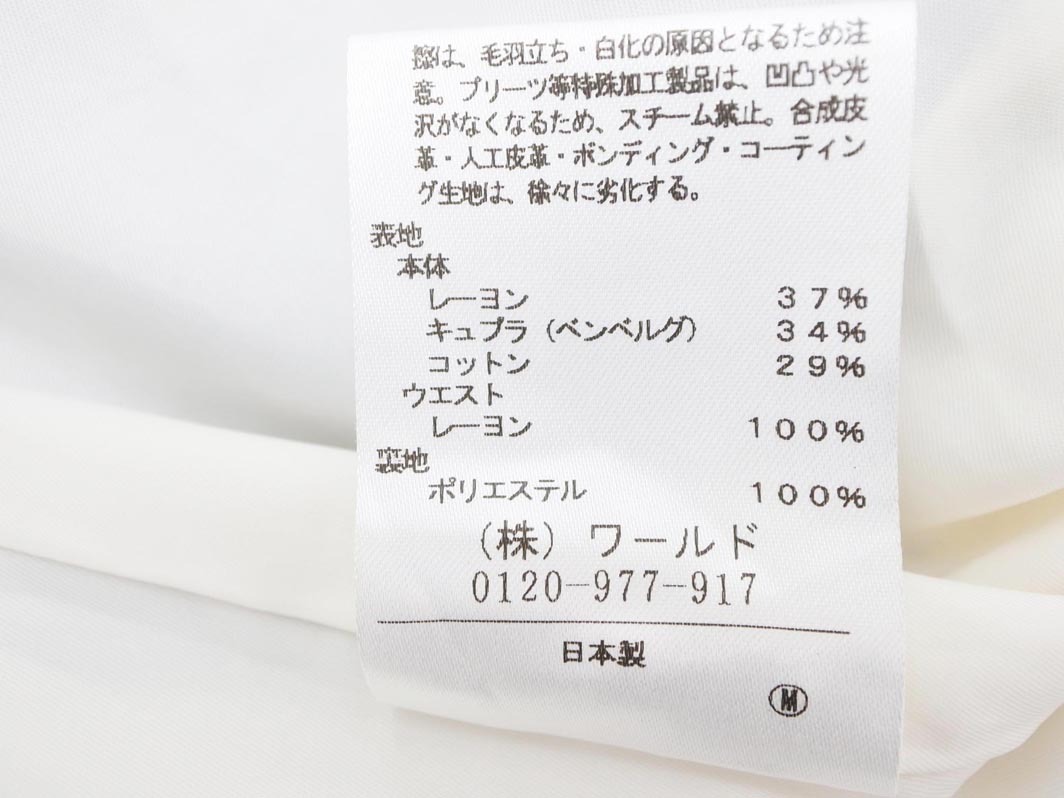 擦は、毛羽立ち・白化の原因となるため注
意。プリーツ等特殊加工製品は、凹凸や光
沢がなくなるため、スチーム禁止。合成皮
革・人工皮革・ボンディング・コーティン
グ生地は、徐々に劣化する。
表地
本体
レーヨン 37%
キュプラ（ベンベルグ） 34%
コットン 29%
ウエスト
レーヨン 100%
裏地
ポリエステル 100%
（株）ワールド
0120-977-917
日本製
Ⓜ